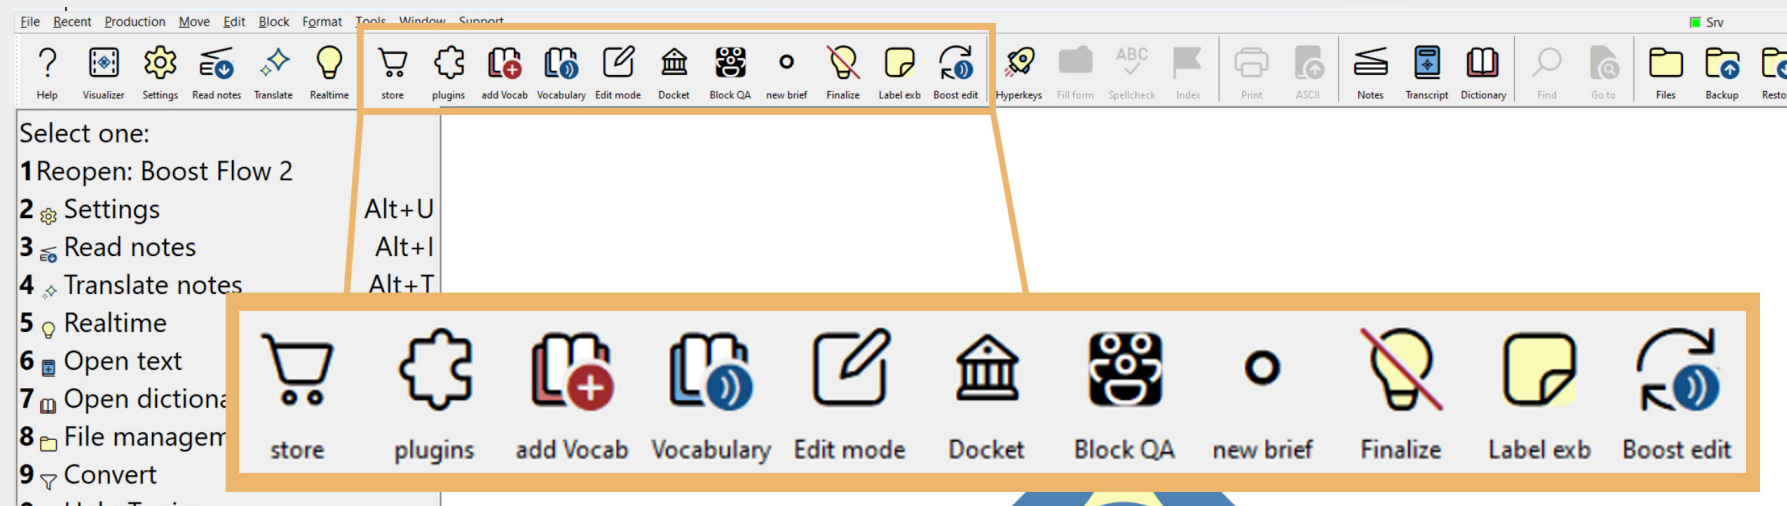 File Recent Production Move Edit Block Format Tools Window Support
Srv
Help Visualizer Settings Read notes Translate Realtime store plugins add Vocab Vocabulary Edit mode Docket Block QA new brief Finalize Label exb Boost edit Hyperkeys Fill form Spellcheck Index Print ASCII Notes Transcript Dictionary Find Go to Files Backup Resto
ABC
Select one:
1 Reopen: Boost Flow 2
2 Settings Alt+U
3 Read notes Alt+I
4 Translate notes Alt+T
5 Realtime
6 Open text
7 Open dictiona
8 File managem
9 Convert
store plugins add Vocab Vocabulary Edit mode Docket Block QA new brief Finalize Label exb Boost edit